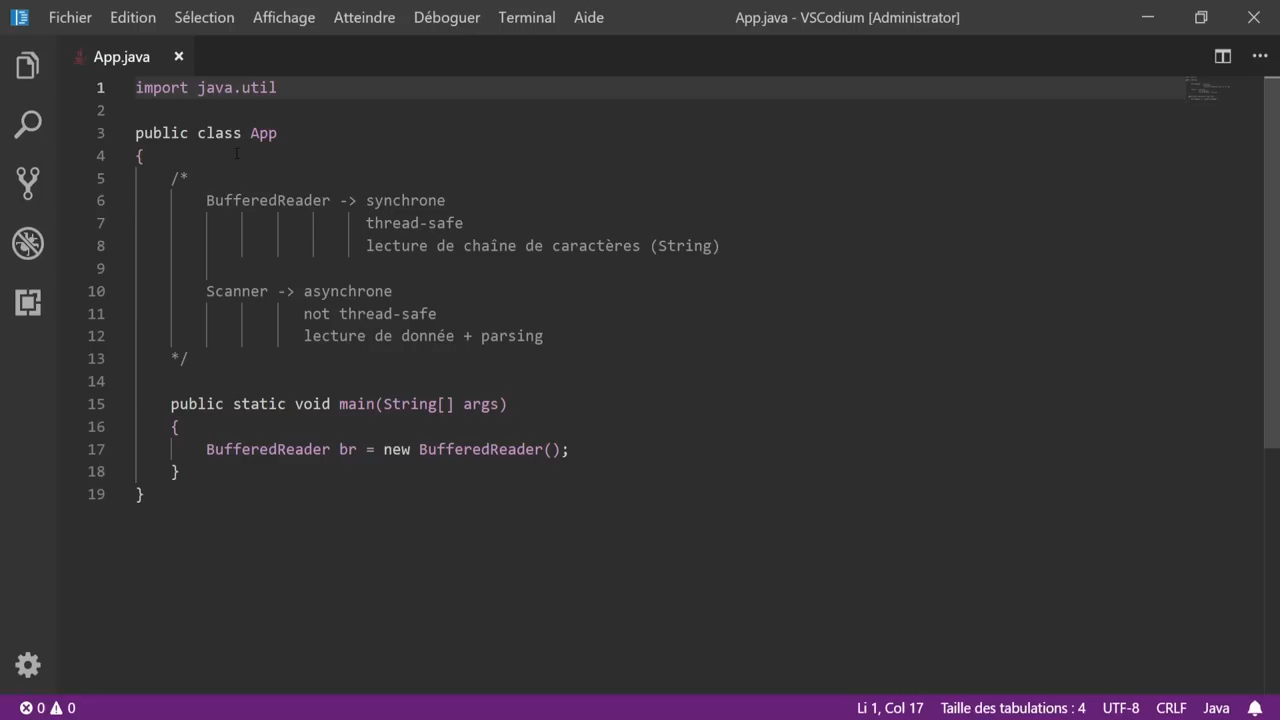 Fichier Edition Sélection Affichage Atteindre Déboguer Terminal Aide App.java - VSCodium [Administrator]
App.java
1 import java.util
2
3 public class App
4 {
5 /*
6 BufferedReader -> synchrone
7 thread-safe
8 lecture de chaîne de caractères (String)
9
10 Scanner -> asynchrone
11 not thread-safe
12 lecture de donnée + parsing
13 */
14
15 public static void main(String[] args)
16 {
17 BufferedReader br = new BufferedReader();
18 }
19 }
0 0 Li 1, Col 17 Taille des tabulations : 4 UTF-8 CRLF Java